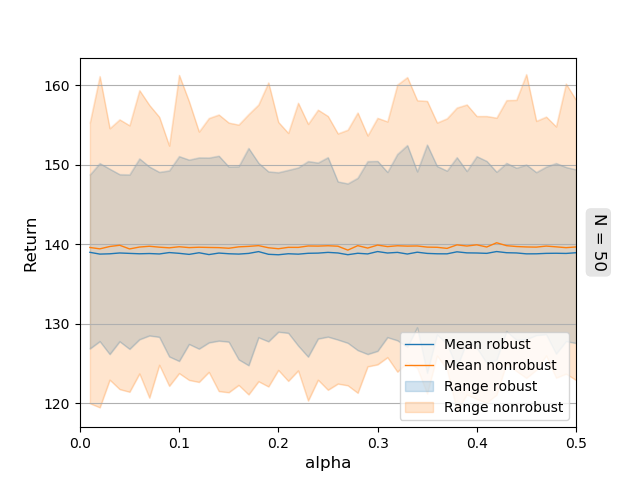 160
150
140
130
120
Return
0.0
0.1
0.2
0.3
0.4
0.5
alpha
N = 50
Mean robust
Mean nonrobust
Range robust
Range nonrobust